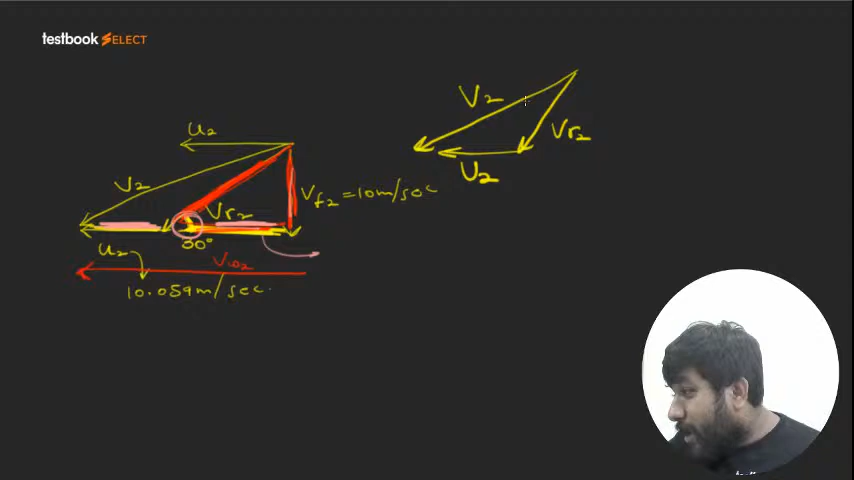 testbook SELECT
V2
u2
Vr2
V2
U2
Vf2 = 10m/sec
Vr2
30°
u2
Vw2
10.059m/sec.